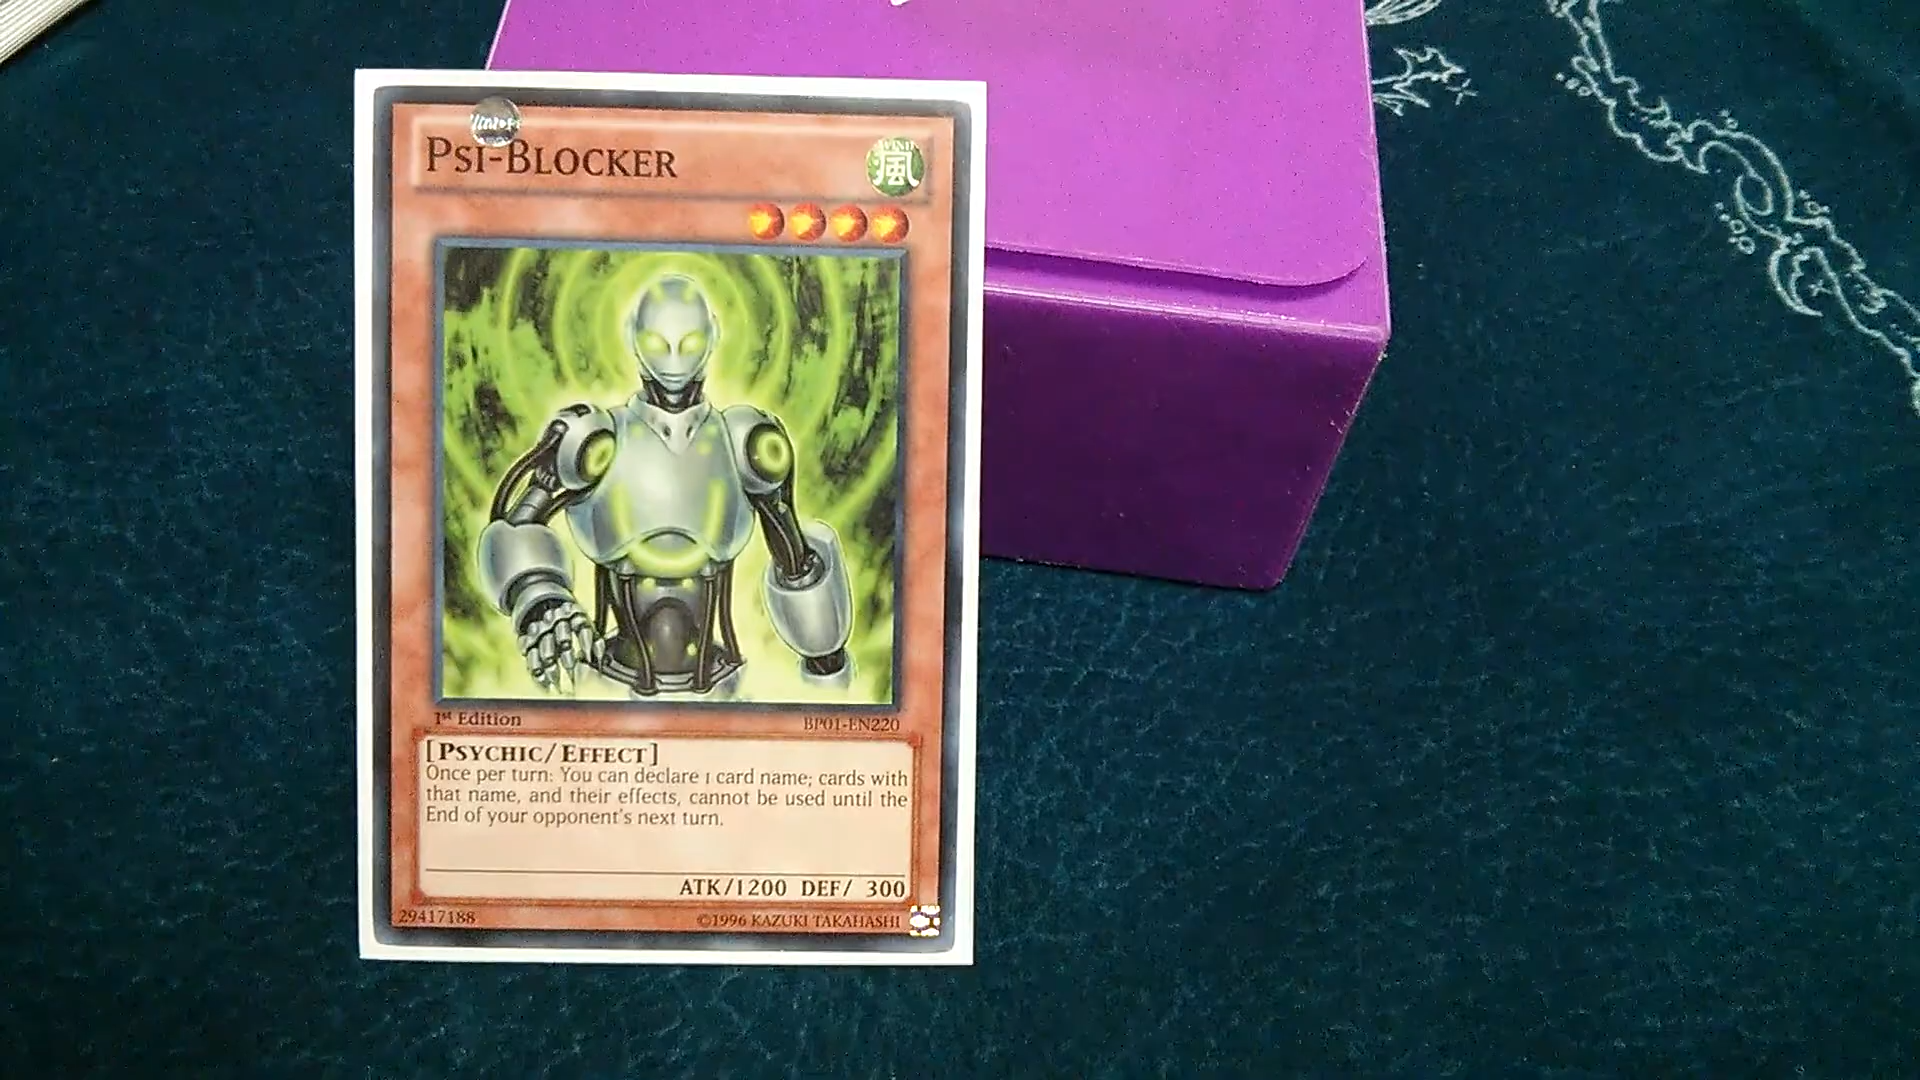 PSI-BLOCKER
WIND
風
1st Edition
BP01-EN220
[PSYCHIC/EFFECT]
Once per turn: You can declare 1 card name; cards with
that name, and their effects, cannot be used until the
End of your opponent's next turn.
ATK/1200 DEF/ 300
29417188
©1996 KAZUKI TAKAHASHI